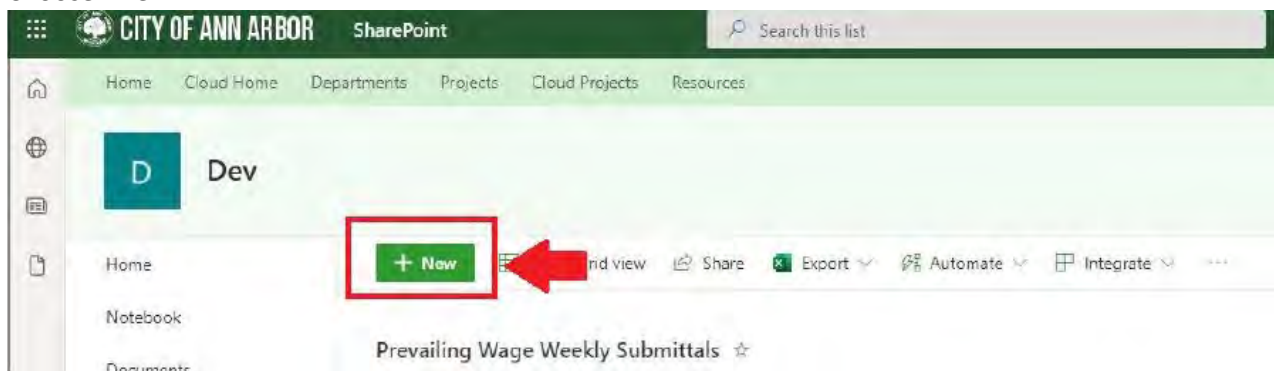 CITY OF ANN ARBOR SharePoint Search this list
Home Cloud Home Departments Projects Cloud Projects Resources
D Dev
Home + New rid view Share Export Automate Integrate ...
Notebook
Prevailing Wage Weekly Submittals
Documents